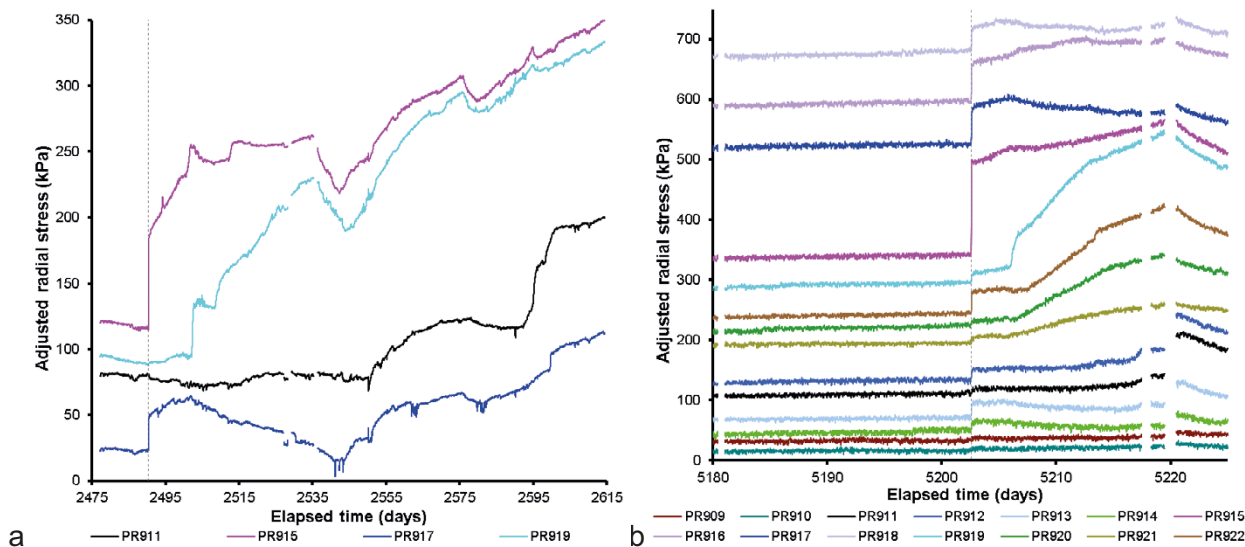 350
300
250
200
150
100
50
0
Adjusted radial stress (kPa)
2475 2495 2515 2535 2555 2575 2595 2615
Elapsed time (days)
a
PR911 PR915 PR917 PR919
700
600
500
400
300
200
100
0
Adjusted radial stress (kPa)
5180 5190 5200 5210 5220
Elapsed time (days)
b
PR909 PR910 PR911 PR912 PR913 PR914 PR915
PR916 PR917 PR918 PR919 PR920 PR921 PR922